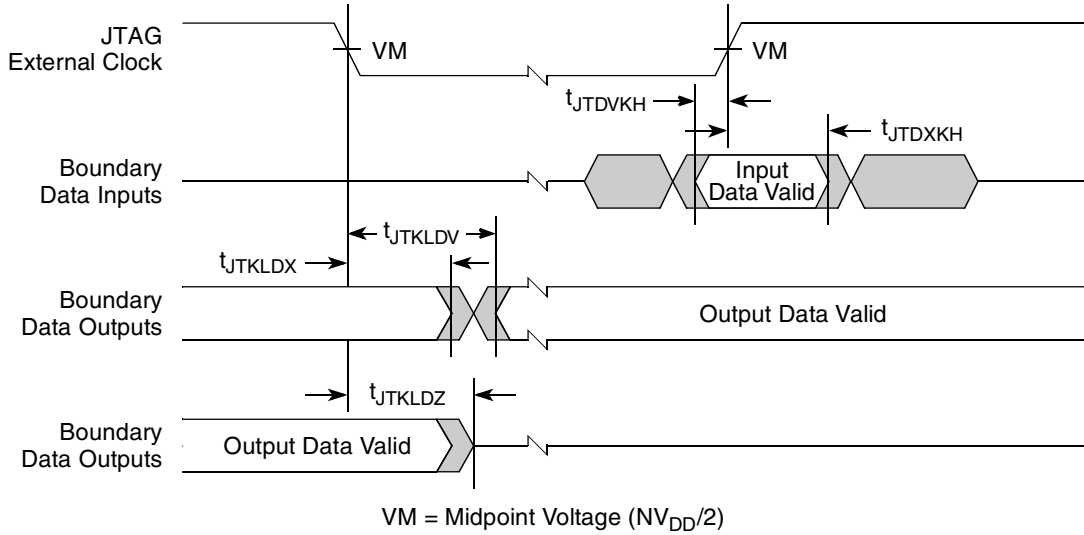 JTAG
External Clock
VM
VM
tJTDVKH
tJTDXKH
Boundary
Data Inputs
Input
Data Valid
tJTKLDV
tJTKLDX
Boundary
Data Outputs
Output Data Valid
tJTKLDZ
Boundary
Data Outputs
Output Data Valid
VM = Midpoint Voltage (NVDD/2)